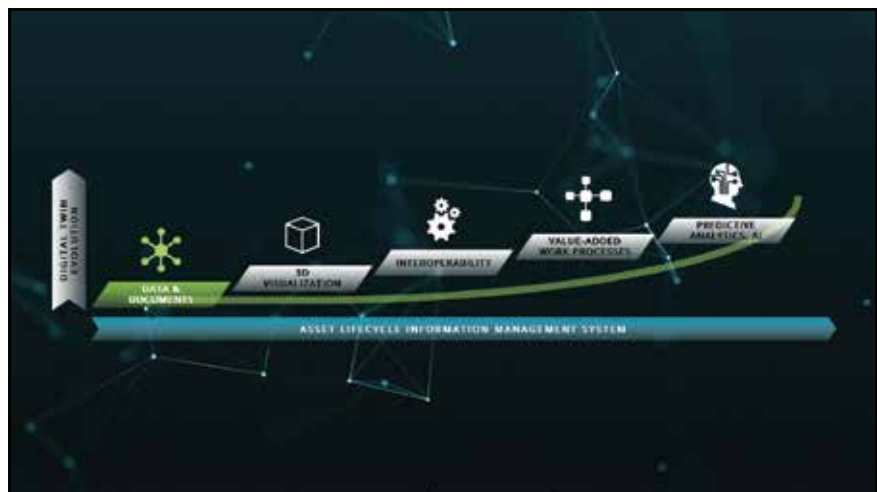 DIGITAL TWIN
EVOLUTION
DATA &
DOCUMENTS
3D
VISUALIZATION
INTEROPERABILITY
VALUE-ADDED
WORK PROCESSES
PREDICTIVE
ANALYTICS, AI
ASSET LIFECYCLE INFORMATION MANAGEMENT SYSTEM